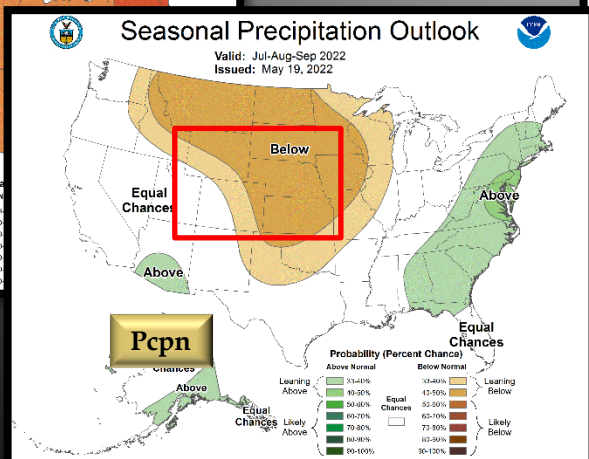 Seasonal Precipitation Outlook
Valid: Jul-Aug-Sep 2022
Issued: May 19, 2022
Below
Equal
Chances
Above
Above
Equal
Chances
Pcpn
Chances
Above
Equal
Chances
Probability (Percent Chance)
Above Normal
Below Normal
Leaning
Above
33-40%
40-50%
Likely
Above
50-60%
60-70%
70-80%
80-90%
90-100%
Equal
Chances
33-40%
40-50%
Leaning
Below
50-60%
60-70%
70-80%
80-90%
90-100%
Likely
Below